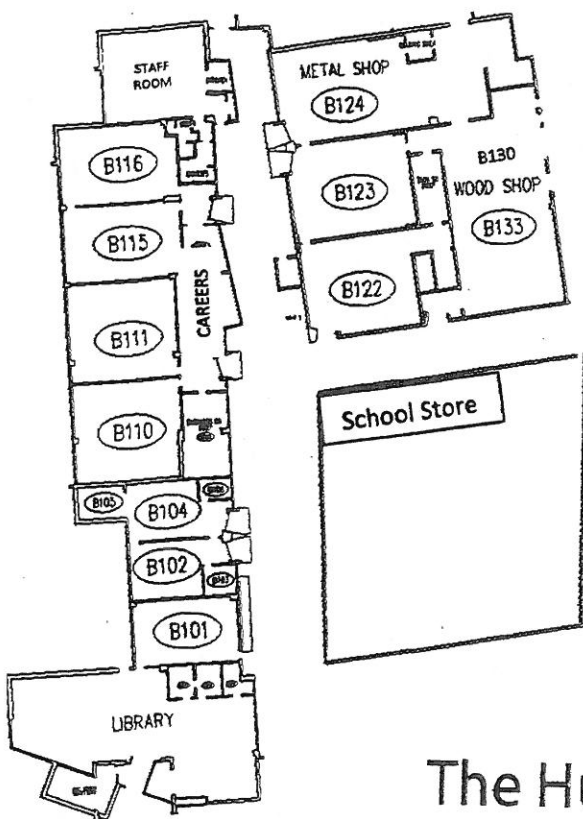 STAFF
ROOM
METAL SHOP
B124
B116
B123
B130
WOOD SHOP
B133
B115
CAREERS
B122
B111
School Store
B110
B105
B104
B102
B101
LIBRARY
The Hu